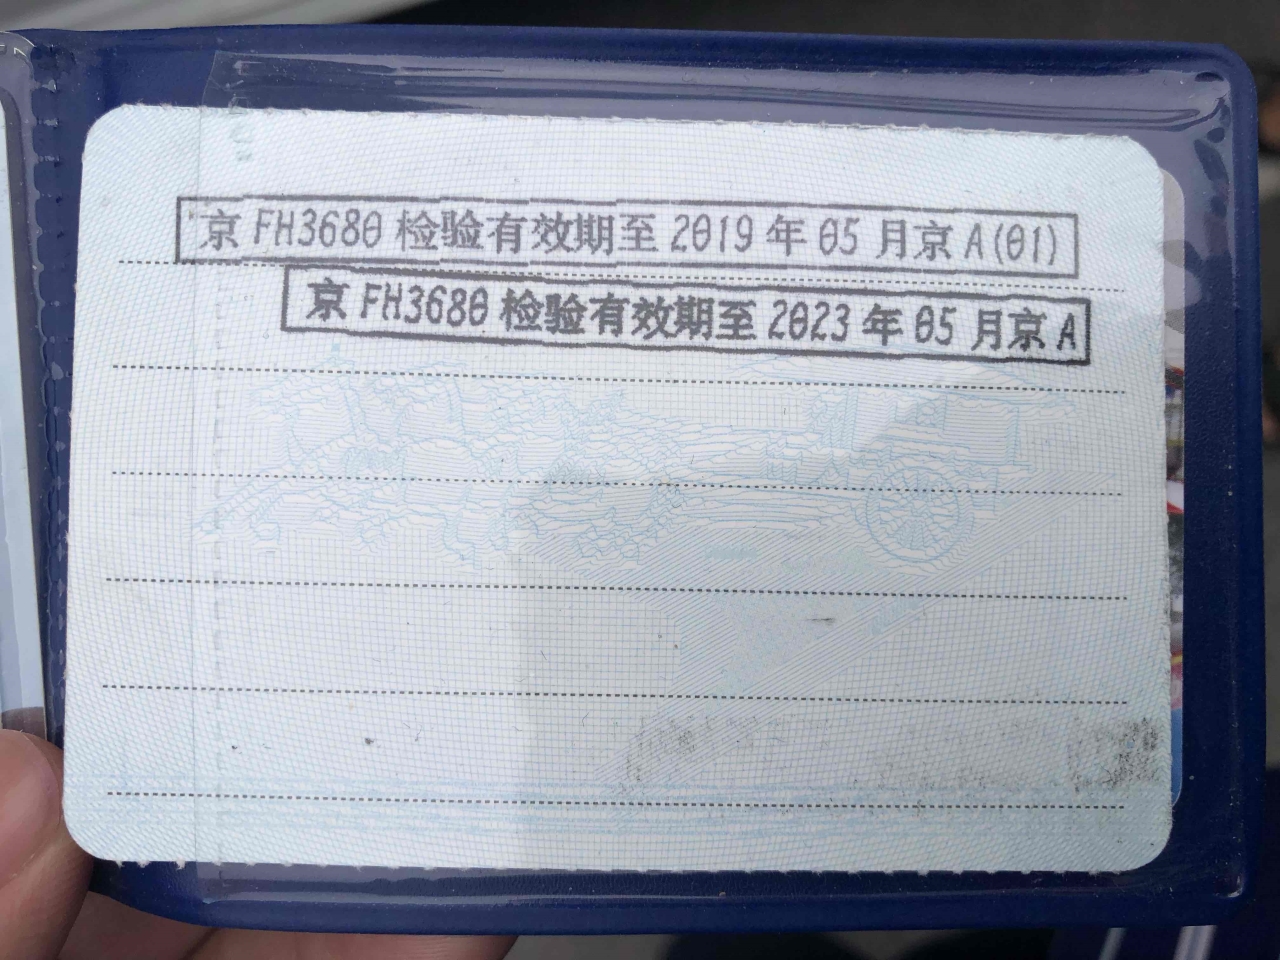 京 FH3680 检验有效期至 2019 年 05 月京 A(01)
京 FH3680 检验有效期至 2023 年 05 月京 A